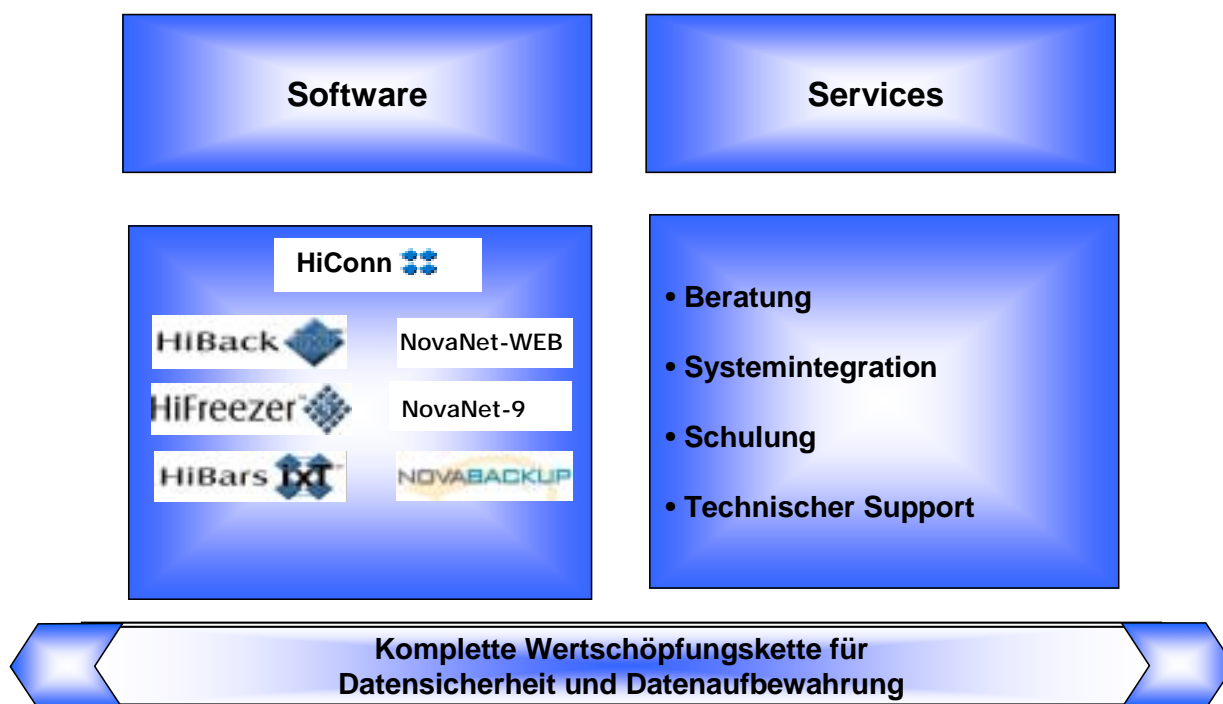 Software
Services
HiConn
HiBack
NovaNet-WEB
HiFreezer
NovaNet-9
HiBars ixT
NOVABACKUP
• Beratung
• Systemintegration
• Schulung
• Technischer Support
Komplette Wertschöpfungskette für
Datensicherheit und Datenaufbewahrung